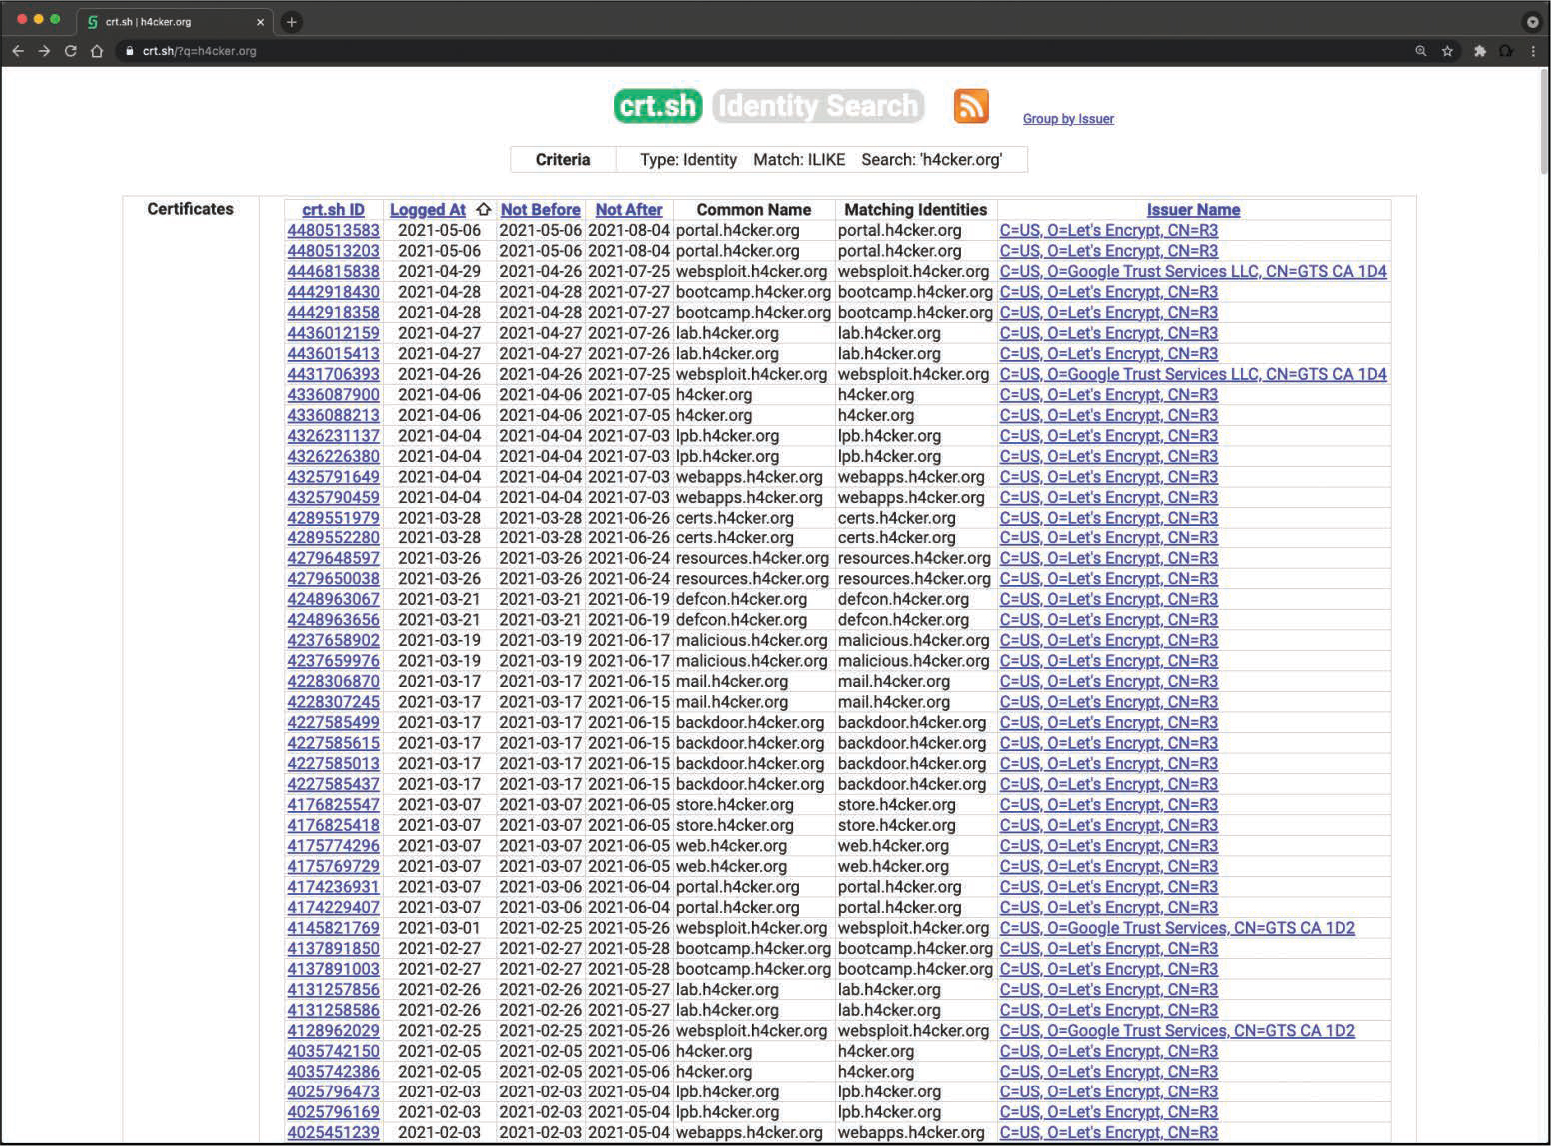 crt.sh | h4cker.org
crt.sh/?q=h4cker.org
crt.sh Identity Search Group by Issuer
Criteria Type: Identity Match: ILIKE Search: 'h4cker.org'
Certificates crt.sh ID Logged At ⇧ Not Before Not After Common Name Matching Identities Issuer Name
4480513583 2021-05-06 2021-05-06 2021-08-04 portal.h4cker.org portal.h4cker.org C=US, O=Let's Encrypt, CN=R3
4480513203 2021-05-06 2021-05-06 2021-08-04 portal.h4cker.org portal.h4cker.org C=US, O=Let's Encrypt, CN=R3
4446815838 2021-04-29 2021-04-26 2021-07-25 websploit.h4cker.org websploit.h4cker.org C=US, O=Google Trust Services LLC, CN=GTS CA 1D4
4442918430 2021-04-28 2021-04-28 2021-07-27 bootcamp.h4cker.org bootcamp.h4cker.org C=US, O=Let's Encrypt, CN=R3
4442918358 2021-04-28 2021-04-28 2021-07-27 bootcamp.h4cker.org bootcamp.h4cker.org C=US, O=Let's Encrypt, CN=R3
4436012159 2021-04-27 2021-04-27 2021-07-26 lab.h4cker.org lab.h4cker.org C=US, O=Let's Encrypt, CN=R3
4436015413 2021-04-27 2021-04-27 2021-07-26 lab.h4cker.org lab.h4cker.org C=US, O=Let's Encrypt, CN=R3
4431706393 2021-04-26 2021-04-26 2021-07-25 websploit.h4cker.org websploit.h4cker.org C=US, O=Google Trust Services LLC, CN=GTS CA 1D4
4336087900 2021-04-06 2021-04-06 2021-07-05 h4cker.org h4cker.org C=US, O=Let's Encrypt, CN=R3
4336088213 2021-04-06 2021-04-06 2021-07-05 h4cker.org h4cker.org C=US, O=Let's Encrypt, CN=R3
4326231137 2021-04-04 2021-04-04 2021-07-03 lpb.h4cker.org lpb.h4cker.org C=US, O=Let's Encrypt, CN=R3
4326226380 2021-04-04 2021-04-04 2021-07-03 lpb.h4cker.org lpb.h4cker.org C=US, O=Let's Encrypt, CN=R3
4325791649 2021-04-04 2021-04-04 2021-07-03 webapps.h4cker.org webapps.h4cker.org C=US, O=Let's Encrypt, CN=R3
4325790459 2021-04-04 2021-04-04 2021-07-03 webapps.h4cker.org webapps.h4cker.org C=US, O=Let's Encrypt, CN=R3
4289551979 2021-03-28 2021-03-28 2021-06-26 certs.h4cker.org certs.h4cker.org C=US, O=Let's Encrypt, CN=R3
4289552280 2021-03-28 2021-03-28 2021-06-26 certs.h4cker.org certs.h4cker.org C=US, O=Let's Encrypt, CN=R3
4279648597 2021-03-26 2021-03-26 2021-06-24 resources.h4cker.org resources.h4cker.org C=US, O=Let's Encrypt, CN=R3
4279650038 2021-03-26 2021-03-26 2021-06-24 resources.h4cker.org resources.h4cker.org C=US, O=Let's Encrypt, CN=R3
4248963067 2021-03-21 2021-03-21 2021-06-19 defcon.h4cker.org defcon.h4cker.org C=US, O=Let's Encrypt, CN=R3
4248963656 2021-03-21 2021-03-21 2021-06-19 defcon.h4cker.org defcon.h4cker.org C=US, O=Let's Encrypt, CN=R3
4237658902 2021-03-19 2021-03-19 2021-06-17 malicious.h4cker.org malicious.h4cker.org C=US, O=Let's Encrypt, CN=R3
4237659976 2021-03-19 2021-03-19 2021-06-17 malicious.h4cker.org malicious.h4cker.org C=US, O=Let's Encrypt, CN=R3
4228306870 2021-03-17 2021-03-17 2021-06-15 mail.h4cker.org mail.h4cker.org C=US, O=Let's Encrypt, CN=R3
4228307245 2021-03-17 2021-03-17 2021-06-15 mail.h4cker.org mail.h4cker.org C=US, O=Let's Encrypt, CN=R3
4227585499 2021-03-17 2021-03-17 2021-06-15 backdoor.h4cker.org backdoor.h4cker.org C=US, O=Let's Encrypt, CN=R3
4227585615 2021-03-17 2021-03-17 2021-06-15 backdoor.h4cker.org backdoor.h4cker.org C=US, O=Let's Encrypt, CN=R3
4227585013 2021-03-17 2021-03-17 2021-06-15 backdoor.h4cker.org backdoor.h4cker.org C=US, O=Let's Encrypt, CN=R3
4227585437 2021-03-17 2021-03-17 2021-06-15 backdoor.h4cker.org backdoor.h4cker.org C=US, O=Let's Encrypt, CN=R3
4176825547 2021-03-07 2021-03-07 2021-06-05 store.h4cker.org store.h4cker.org C=US, O=Let's Encrypt, CN=R3
4176825418 2021-03-07 2021-03-07 2021-06-05 store.h4cker.org store.h4cker.org C=US, O=Let's Encrypt, CN=R3
4175774296 2021-03-07 2021-03-07 2021-06-05 web.h4cker.org web.h4cker.org C=US, O=Let's Encrypt, CN=R3
4175769729 2021-03-07 2021-03-07 2021-06-05 web.h4cker.org web.h4cker.org C=US, O=Let's Encrypt, CN=R3
4174236931 2021-03-07 2021-03-06 2021-06-04 portal.h4cker.org portal.h4cker.org C=US, O=Let's Encrypt, CN=R3
4174229407 2021-03-07 2021-03-06 2021-06-04 portal.h4cker.org portal.h4cker.org C=US, O=Let's Encrypt, CN=R3
4145821769 2021-03-01 2021-02-25 2021-05-26 websploit.h4cker.org websploit.h4cker.org C=US, O=Google Trust Services, CN=GTS CA 1D2
4137891850 2021-02-27 2021-02-27 2021-05-28 bootcamp.h4cker.org bootcamp.h4cker.org C=US, O=Let's Encrypt, CN=R3
4137891003 2021-02-27 2021-02-27 2021-05-28 bootcamp.h4cker.org bootcamp.h4cker.org C=US, O=Let's Encrypt, CN=R3
4131257856 2021-02-26 2021-02-26 2021-05-27 lab.h4cker.org lab.h4cker.org C=US, O=Let's Encrypt, CN=R3
4131258586 2021-02-26 2021-02-26 2021-05-27 lab.h4cker.org lab.h4cker.org C=US, O=Let's Encrypt, CN=R3
4128962029 2021-02-25 2021-02-25 2021-05-26 websploit.h4cker.org websploit.h4cker.org C=US, O=Google Trust Services, CN=GTS CA 1D2
4035742150 2021-02-05 2021-02-05 2021-05-06 h4cker.org h4cker.org C=US, O=Let's Encrypt, CN=R3
4035742386 2021-02-05 2021-02-05 2021-05-06 h4cker.org h4cker.org C=US, O=Let's Encrypt, CN=R3
4025796473 2021-02-03 2021-02-03 2021-05-04 lpb.h4cker.org lpb.h4cker.org C=US, O=Let's Encrypt, CN=R3
4025796169 2021-02-03 2021-02-03 2021-05-04 lpb.h4cker.org lpb.h4cker.org C=US, O=Let's Encrypt, CN=R3
4025451239 2021-02-03 2021-02-03 2021-05-04 webapps.h4cker.org webapps.h4cker.org C=US, O=Let's Encrypt, CN=R3